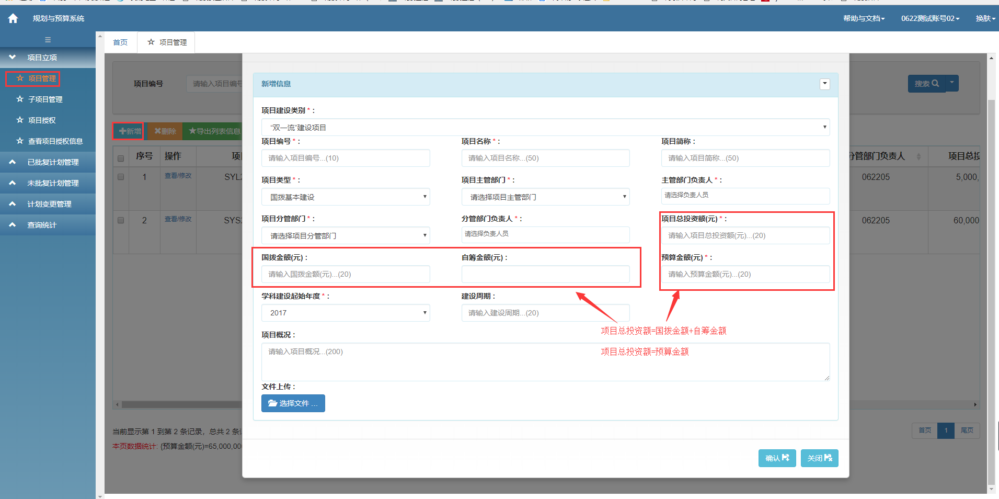 规划与预算系统
帮助与文档
0622测试账号02
换肤
首页
项目管理
项目立项
项目管理
子项目管理
项目授权
查看项目授权信息
已批复计划管理
未批复计划管理
计划变更管理
查询统计
项目编号
请输入项目编号
搜索
新增
删除
导出列表信息
序号
操作
项
分管部门负责人
项目总投
1
查看/修改
SYL
062205
5,000,
2
查看/修改
SYS
062205
60,000
当前显示第 1 到第 2 条记录，总共 2 条
本页数据统计: {预算金额(元)=65,000,00
首页
1
尾页
新增信息
项目建设类别 * :
“双一流”建设项目
项目编号 * :
项目名称 * :
项目简称 :
请输入项目编号...(10)
请输入项目名称...(50)
请输入项目简称...(50)
项目类型 * :
项目主管部门 * :
主管部门负责人 * :
国拨基本建设
请选择项目主管部门
请选择负责人员
项目分管部门 * :
分管部门负责人 * :
项目总投资额(元) * :
请选择项目分管部门
请选择负责人员
请输入项目总投资额(元)...(20)
国拨金额(元) :
自筹金额(元) :
预算金额(元) * :
请输入国拨金额(元)...(20)
请输入预算金额(元)...(20)
学科建设起始年度 * :
建设周期 :
2017
请输入建设周期...(20)
项目总投资额=国拨金额+自筹金额
项目概况 :
请输入项目概况...(200)
项目总投资额=预算金额
文件上传 :
选择文件 ...
确认
关闭